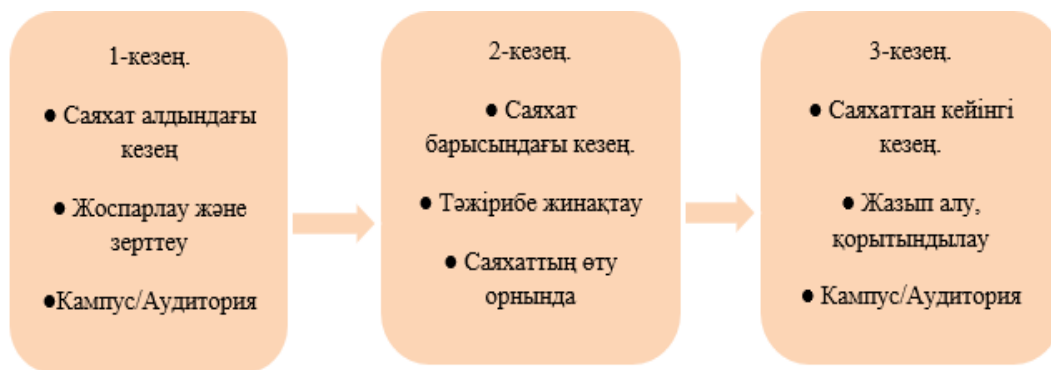 1-кезең.
● Саяхат алдындағы
кезең
● Жоспарлау және
зерттеу
●Кампус/Аудитория
2-кезең.
● Саяхат
барысындағы кезең.
● Тәжірибе жинақтау
● Саяхаттың өту
орнында
3-кезең.
● Саяхаттан кейінгі
кезең.
● Жазып алу,
қорытындылау
● Кампус/Аудитория